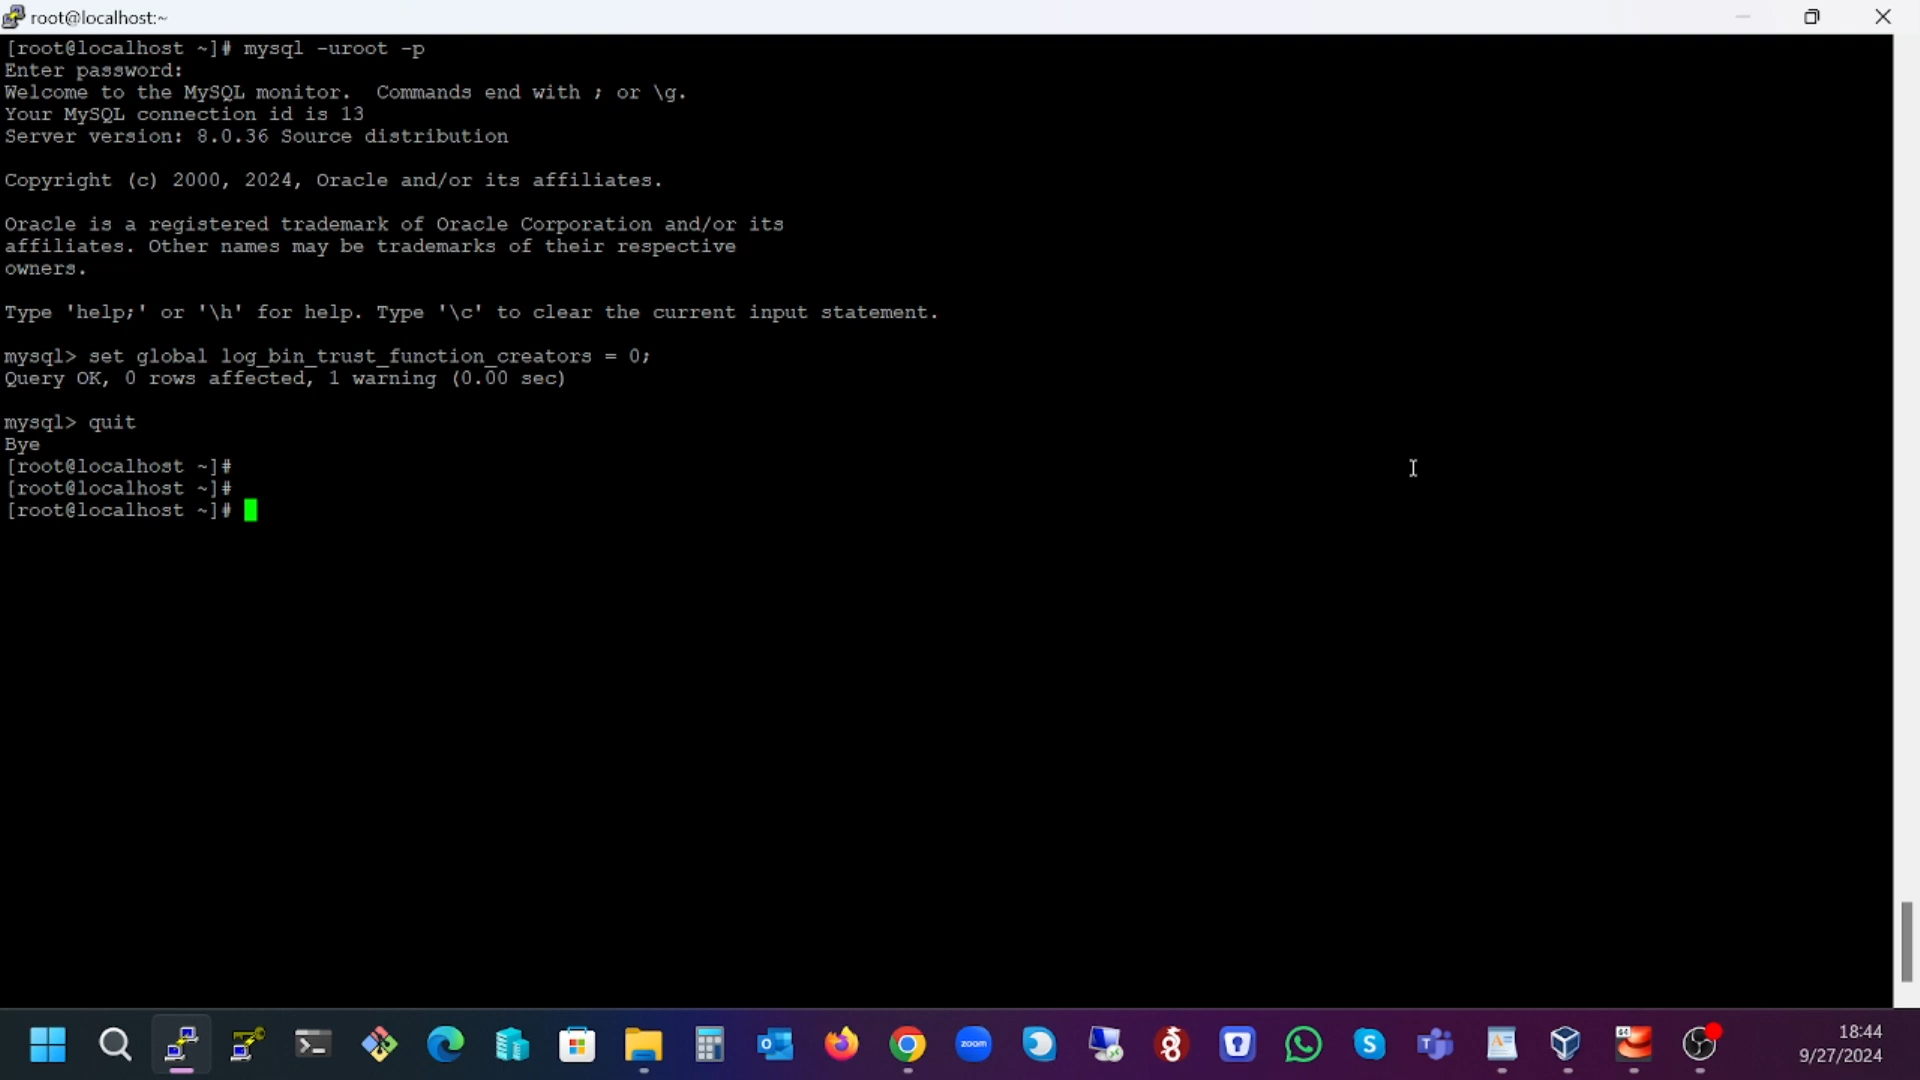 root@localhost:~
[root@localhost ~]# mysql -uroot -p
Enter password:
Welcome to the MySQL monitor.  Commands end with ; or \g.
Your MySQL connection id is 13
Server version: 8.0.36 Source distribution
Copyright (c) 2000, 2024, Oracle and/or its affiliates.
Oracle is a registered trademark of Oracle Corporation and/or its
affiliates. Other names may be trademarks of their respective
owners.
Type 'help;' or '\h' for help. Type '\c' to clear the current input statement.
mysql> set global log_bin_trust_function_creators = 0;
Query OK, 0 rows affected, 1 warning (0.00 sec)
mysql> quit
Bye
[root@localhost ~]#
[root@localhost ~]#
[root@localhost ~]#
zoom
64
18:44
9/27/2024